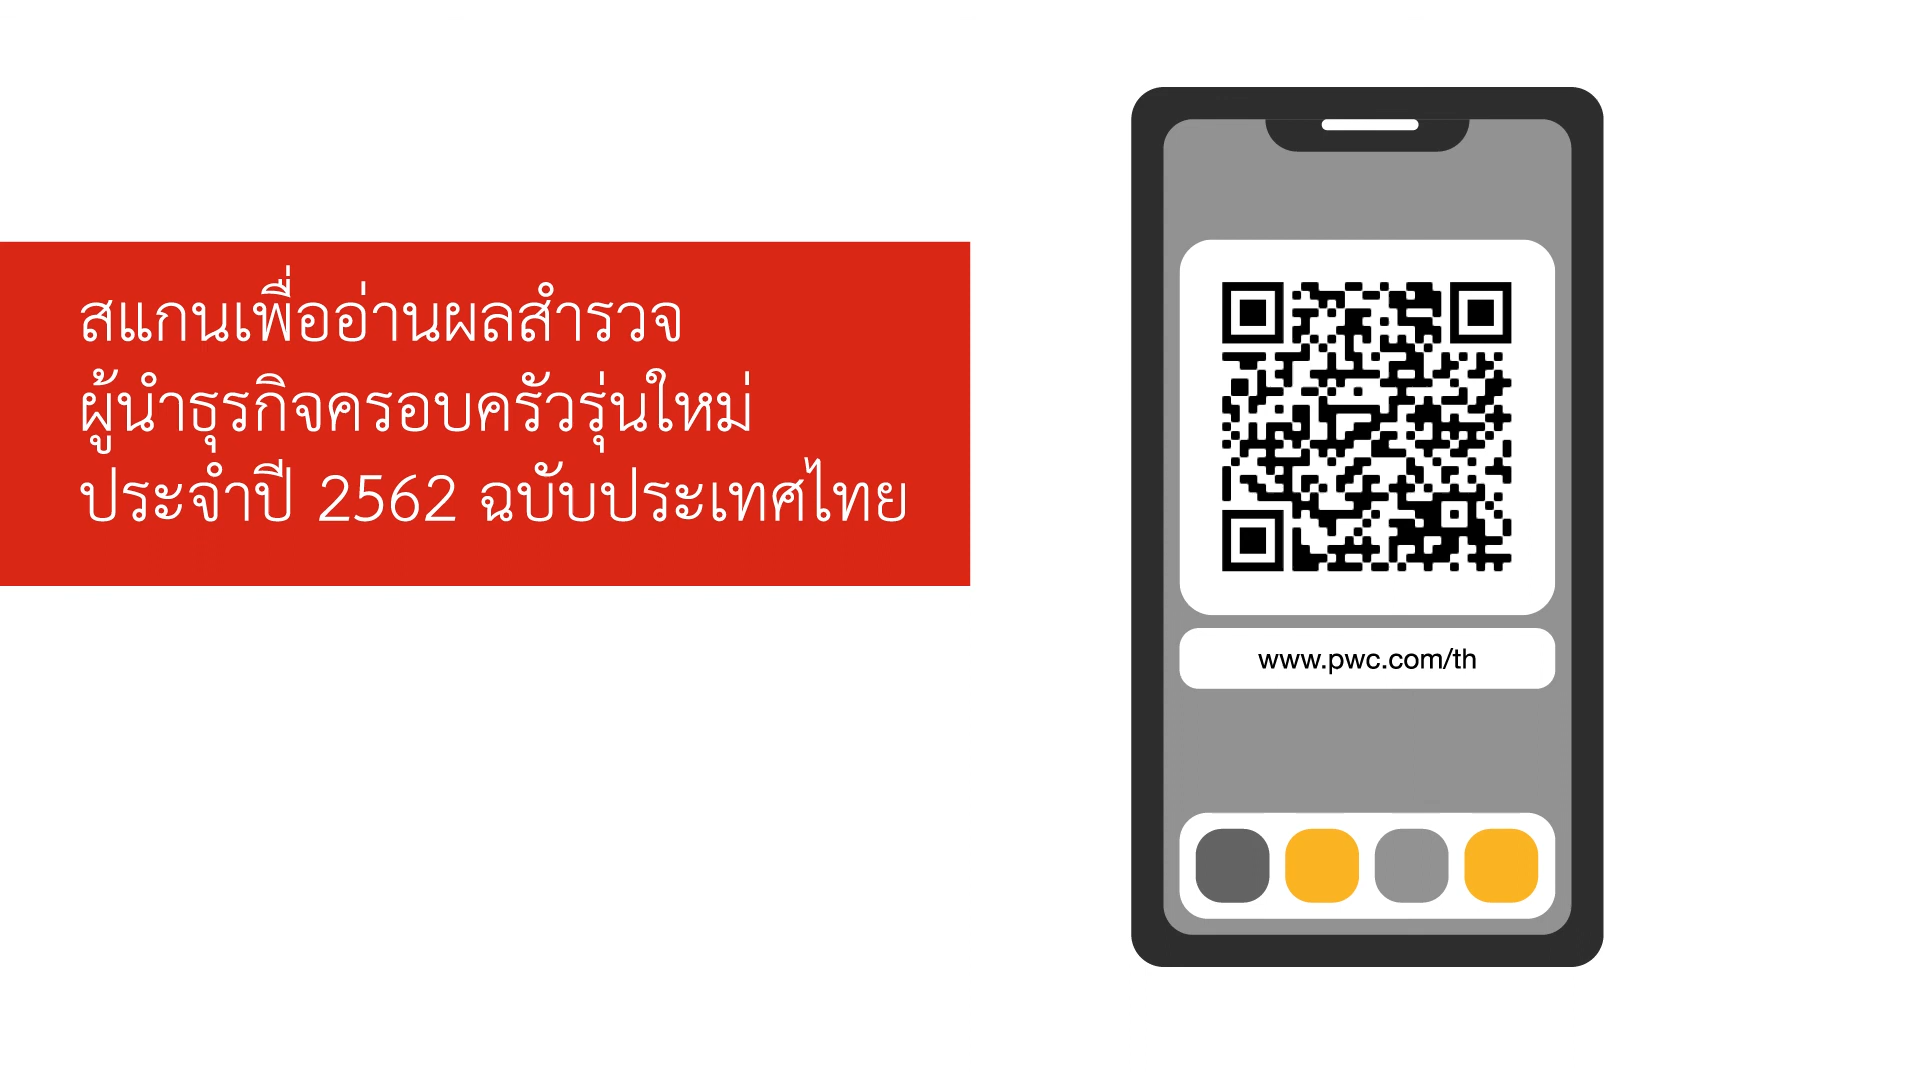 สแกนเพื่ออ่านผลสำรวจ
ผู้นำธุรกิจครอบครัวรุ่นใหม่
ประจำปี 2562 ฉบับประเทศไทย
www.pwc.com/th